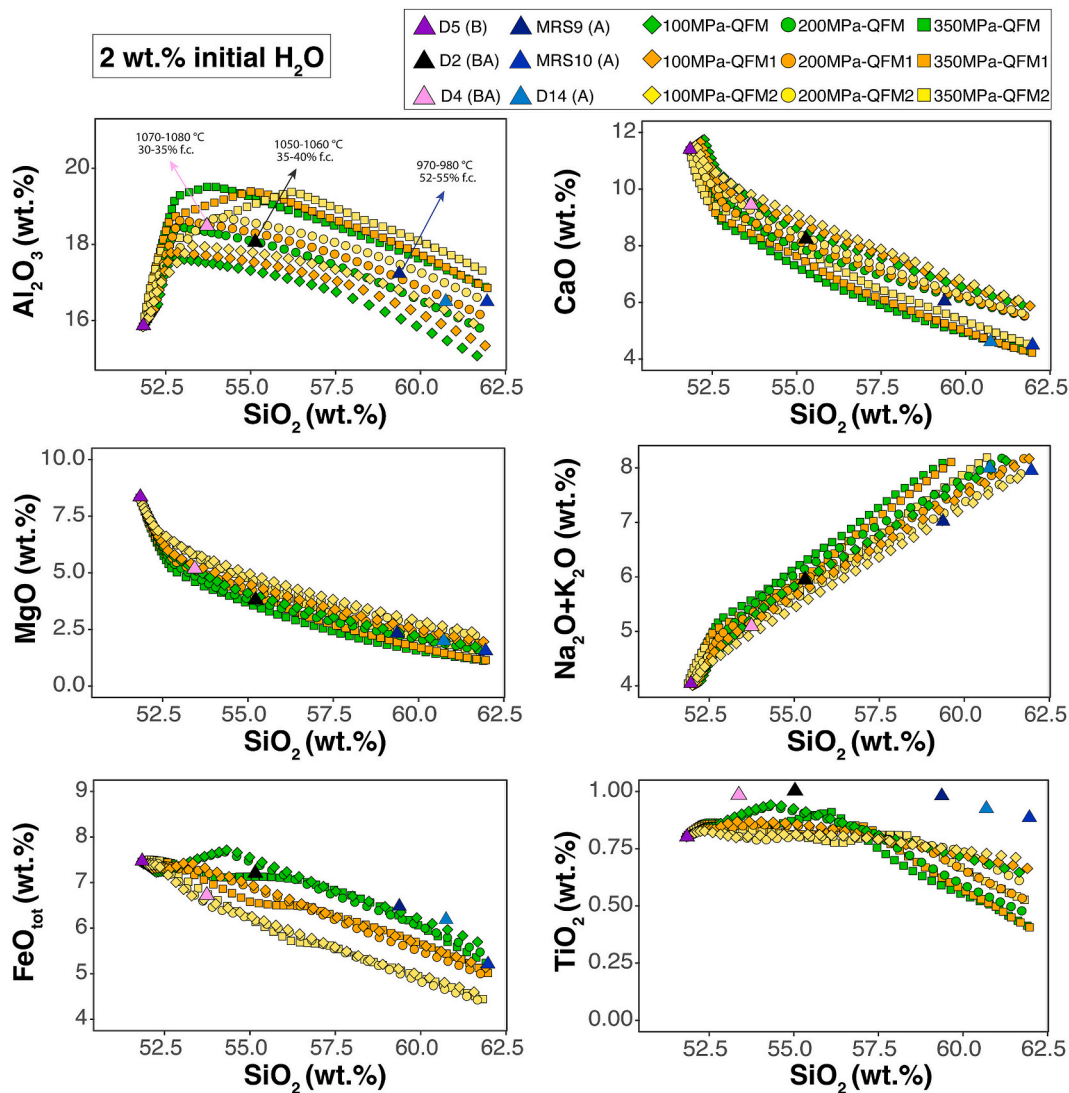 2 wt.% initial H₂O
D5 (B) MRS9 (A) 100MPa-QFM 200MPa-QFM 350MPa-QFM
D2 (BA) MRS10 (A) 100MPa-QFM1 200MPa-QFM1 350MPa-QFM1
D4 (BA) D14 (A) 100MPa-QFM2 200MPa-QFM2 350MPa-QFM2
1070-1080 °C
30-35% f.c.
1050-1060 °C
35-40% f.c.
970-980 °C
52-55% f.c.
Al₂O₃ (wt.%)
20
18
16
52.5 55.0 57.5 60.0 62.5
SiO₂ (wt.%)
CaO (wt.%)
12
10
8
6
4
52.5 55.0 57.5 60.0 62.5
SiO₂ (wt.%)
MgO (wt.%)
10.0
7.5
5.0
2.5
0.0
52.5 55.0 57.5 60.0 62.5
SiO₂ (wt.%)
Na₂O+K₂O (wt.%)
8
7
6
5
4
52.5 55.0 57.5 60.0 62.5
SiO₂ (wt.%)
FeOtot (wt.%)
9
8
7
6
5
4
52.5 55.0 57.5 60.0 62.5
SiO₂ (wt.%)
TiO₂ (wt.%)
1.00
0.75
0.50
0.25
0.00
52.5 55.0 57.5 60.0 62.5
SiO₂ (wt.%)